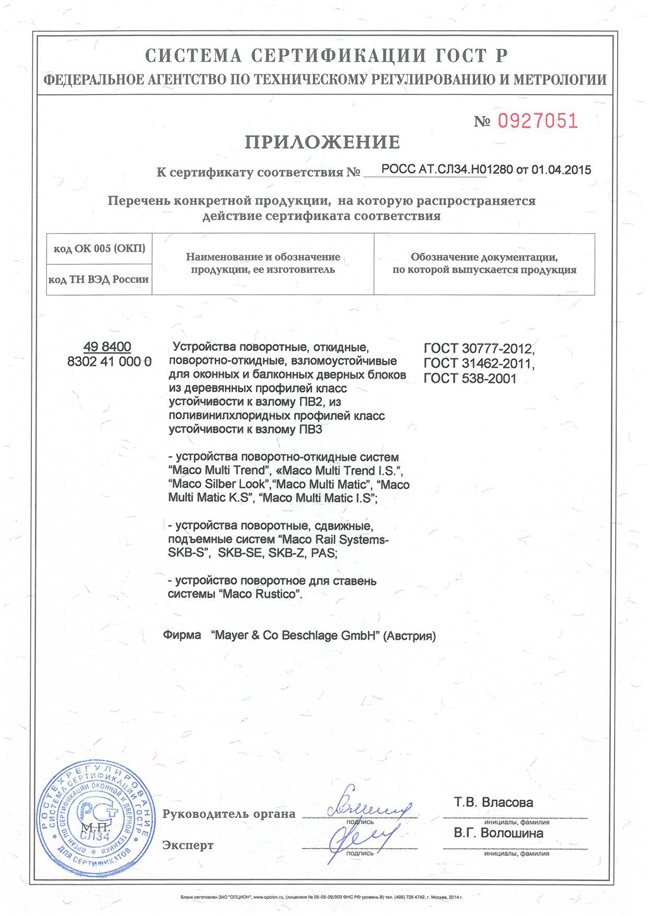 СИСТЕМА СЕРТИФИКАЦИИ ГОСТ Р
ФЕДЕРАЛЬНОЕ АГЕНТСТВО ПО ТЕХНИЧЕСКОМУ РЕГУЛИРОВАНИЮ И МЕТРОЛОГИИ
№ 0927051
ПРИЛОЖЕНИЕ
К сертификату соответствия № РОСС АТ.СЛ34.Н01280 от 01.04.2015
Перечень конкретной продукции, на которую распространяется
действие сертификата соответствия
код ОК 005 (ОКП)
код ТН ВЭД России
Наименование и обозначение
продукции, ее изготовитель
Обозначение документации,
по которой выпускается продукция
49 8400
8302 41 000 0
Устройства поворотные, откидные,
поворотно-откидные, взломоустойчивые
для оконных и балконных дверных блоков
из деревянных профилей класс
устойчивости к взлому ПВ2, из
поливинилхлоридных профилей класс
устойчивости к взлому ПВ3
- устройства поворотно-откидные систем
“Maco Multi Trend”, «Maco Multi Trend I.S.”,
“Maco Silber Look”,“Maco Multi Matic”, “Maco
Multi Matic K.S”, “Maco Multi Matic I.S”;
- устройства поворотные, сдвижные,
подъемные систем “Maco Rail Systems-
SKB-S”, SKB-SE, SKB-Z, PAS;
- устройство поворотное для ставень
системы “Maco Rustico”.
Фирма “Mayer & Co Beschlage GmbH” (Австрия)
ГОСТ 30777-2012,
ГОСТ 31462-2011,
ГОСТ 538-2001
РОСТЕХРЕГУЛИРОВАНИЕ
СИСТЕМА СЕРТИФИКАЦИИ ГОСТ Р
ДЛЯ СЕРТИФИКАТОВ
М.П.
СЛ34
Руководитель органа
подпись
Т.В. Власова
инициалы, фамилия
Эксперт
подпись
В.Г. Волошина
инициалы, фамилия
Бланк изготовлен ЗАО "ОПЦИОН", www.opcion.ru, (лицензия № 05-05-09/003 ФНС РФ уровень В) тел. (495) 726 4742, г. Москва, 2014 г.